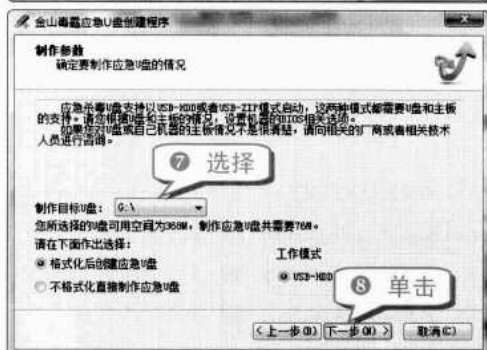 金山毒霸应急U盘创建程序
制作参数
确定要制作应急U盘的情况
应急杀毒U盘支持以USB-HDD或者USB-ZIP模式启动，这两种模式都需要U盘和主板
的支持。请您根据U盘和主板的情况，设置机器的BIOS相关选项。
如果您对U盘或自己机器的主板情况不是很清楚，请向相关的厂商或者相关技术
人员进行咨询。
❼ 选择
制作目标U盘： G:\
您所选择的U盘可用空间为368M，制作应急U盘共需要76M。
请在下面作出选择：
工作模式
格式化后创建应急U盘
USB-HDD
不格式化直接制作应急U盘
❽ 单击
<上一步(B) 下一步(N)> 取消(C)